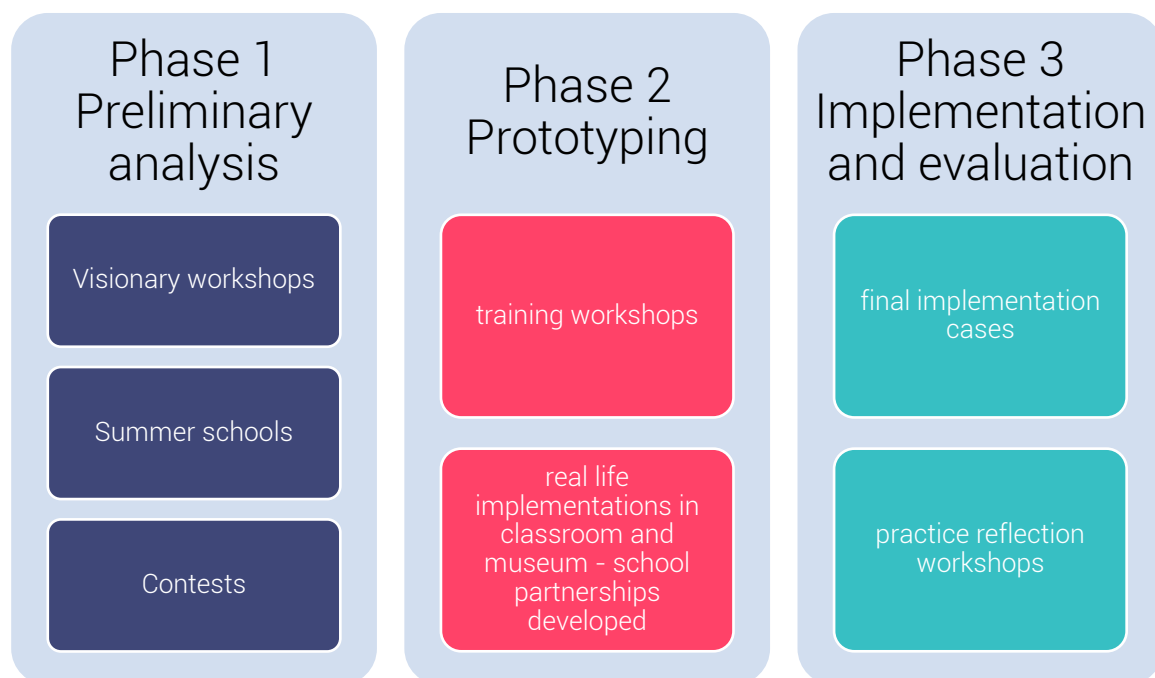 Phase 1
Preliminary
analysis
Visionary workshops
Summer schools
Contests
Phase 2
Prototyping
training workshops
real life
implementations in
classroom and
museum - school
partnerships
developed
Phase 3
Implementation
and evaluation
final implementation
cases
practice reflection
workshops